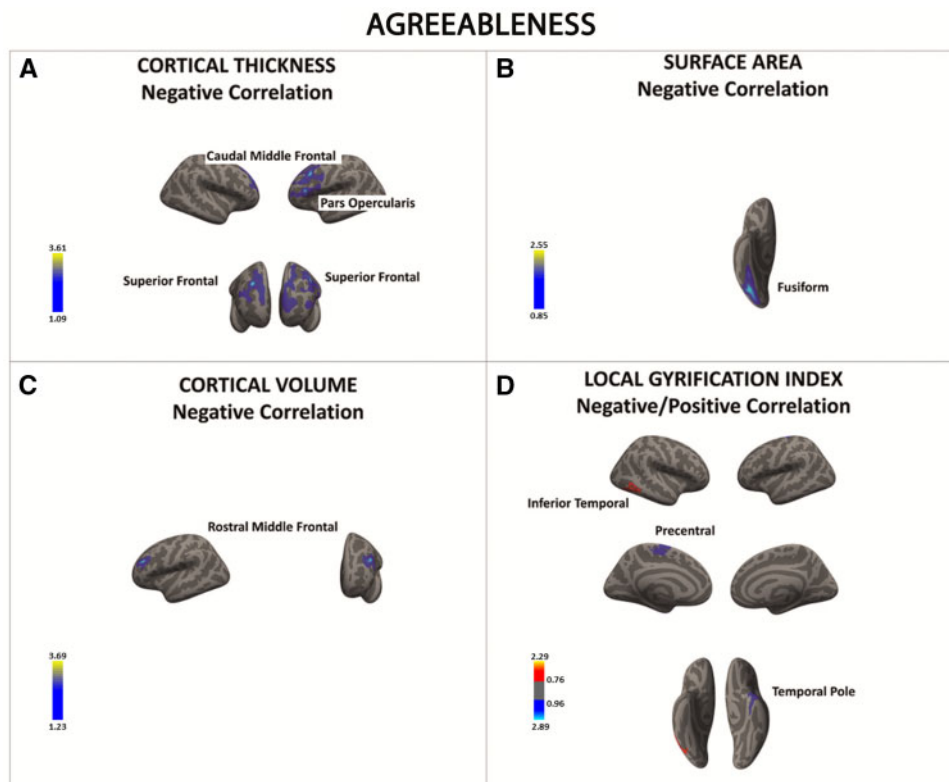 AGREEABLENESS
A
CORTICAL THICKNESS
Negative Correlation
Caudal Middle Frontal
Pars Opercularis
3.61
1.09
Superior Frontal
Superior Frontal
B
SURFACE AREA
Negative Correlation
2.55
0.85
Fusiform
C
CORTICAL VOLUME
Negative Correlation
Rostral Middle Frontal
3.69
1.23
D
LOCAL GYRIFICATION INDEX
Negative/Positive Correlation
Inferior Temporal
Precentral
2.29
0.76
0.96
2.89
Temporal Pole